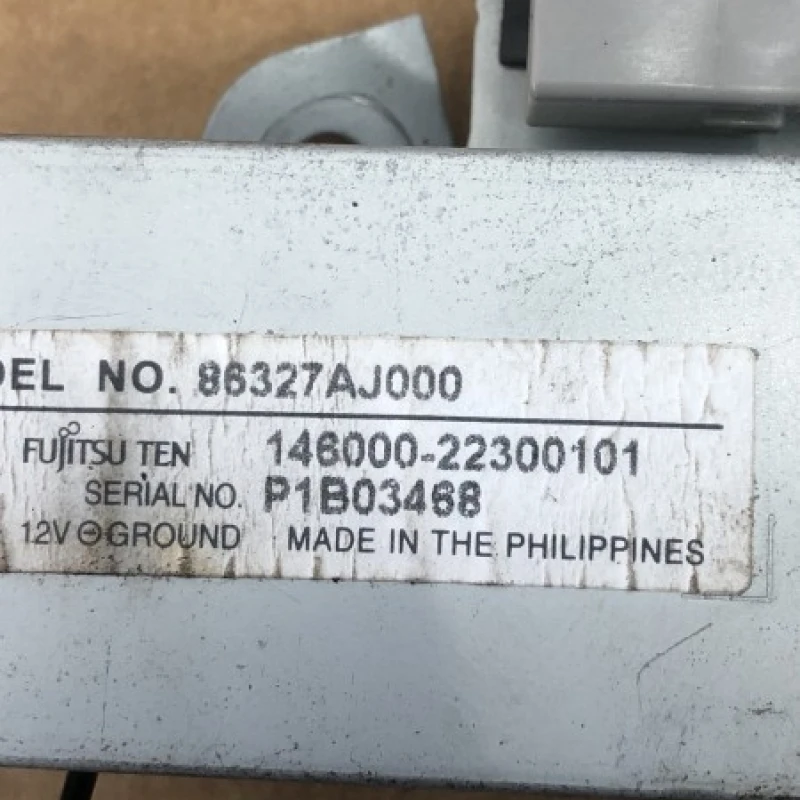 DEL NO. 86327AJ000
FUJITSU TEN 146000-22300101
SERIAL NO. P1B03468
12V ⊖ GROUND MADE IN THE PHILIPPINES